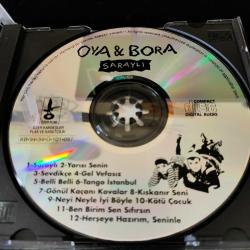 OYA & BORA
SARAYLI
COMPACT
disc
DIGITAL AUDIO
1-Saraylı 2-Yarısı Senin
3-Sevdikçe 4-Gel Vefasız
5-Belli Belli 6-Tango İstanbul
7-Gönül Kaçanı Kovalar 8-Kıskanır Seni
9-Neyi Neyle İyi Böyle 10-Kötü Çocuk
11-Ben Birim Sen Sıfırsın
12-Herşeye Hazırım, Seninle